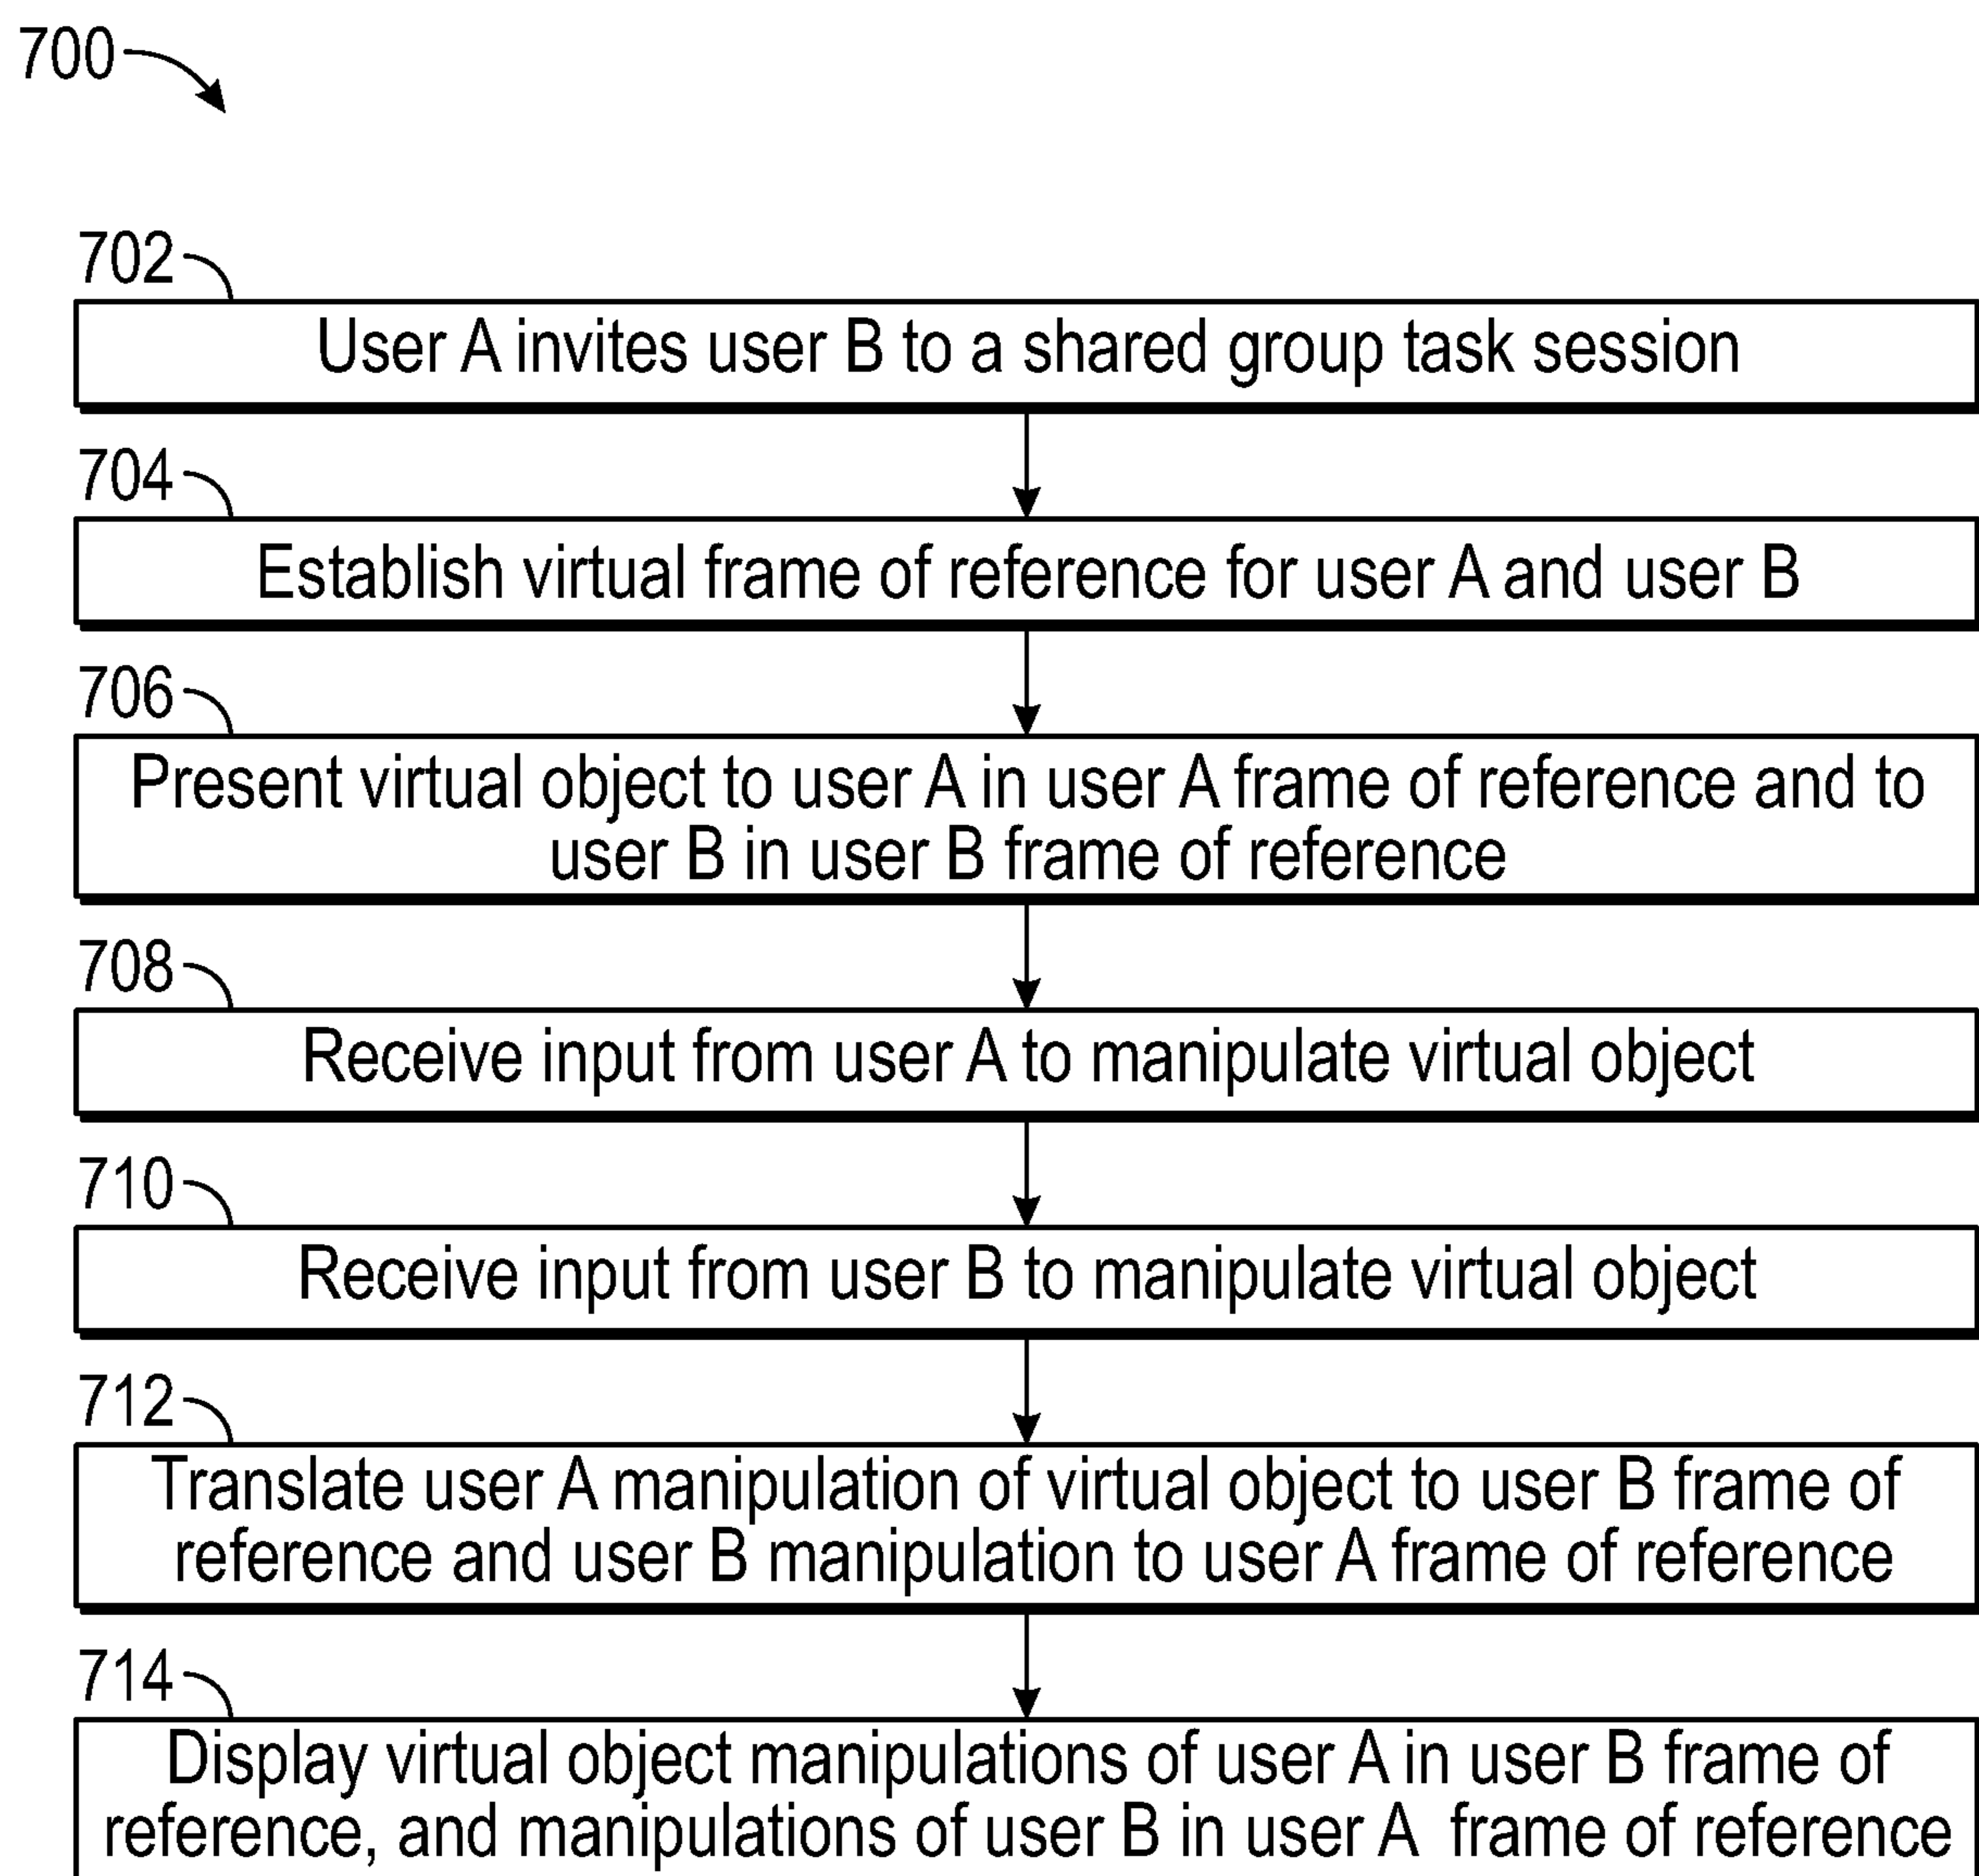 700
702
User A invites user B to a shared group task session
704
Establish virtual frame of reference for user A and user B
706
Present virtual object to user A in user A frame of reference and to
user B in user B frame of reference
708
Receive input from user A to manipulate virtual object
710
Receive input from user B to manipulate virtual object
712
Translate user A manipulation of virtual object to user B frame of
reference and user B manipulation to user A frame of reference
714
Display virtual object manipulations of user A in user B frame of
reference, and manipulations of user B in user A frame of reference